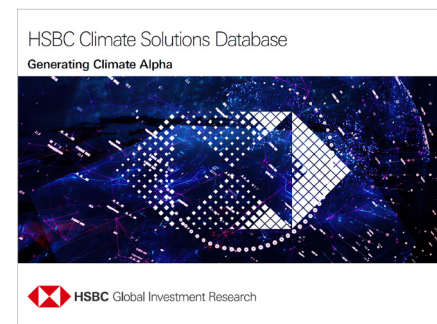 HSBC Climate Solutions Database
Generating Climate Alpha
HSBC Global Investment Research